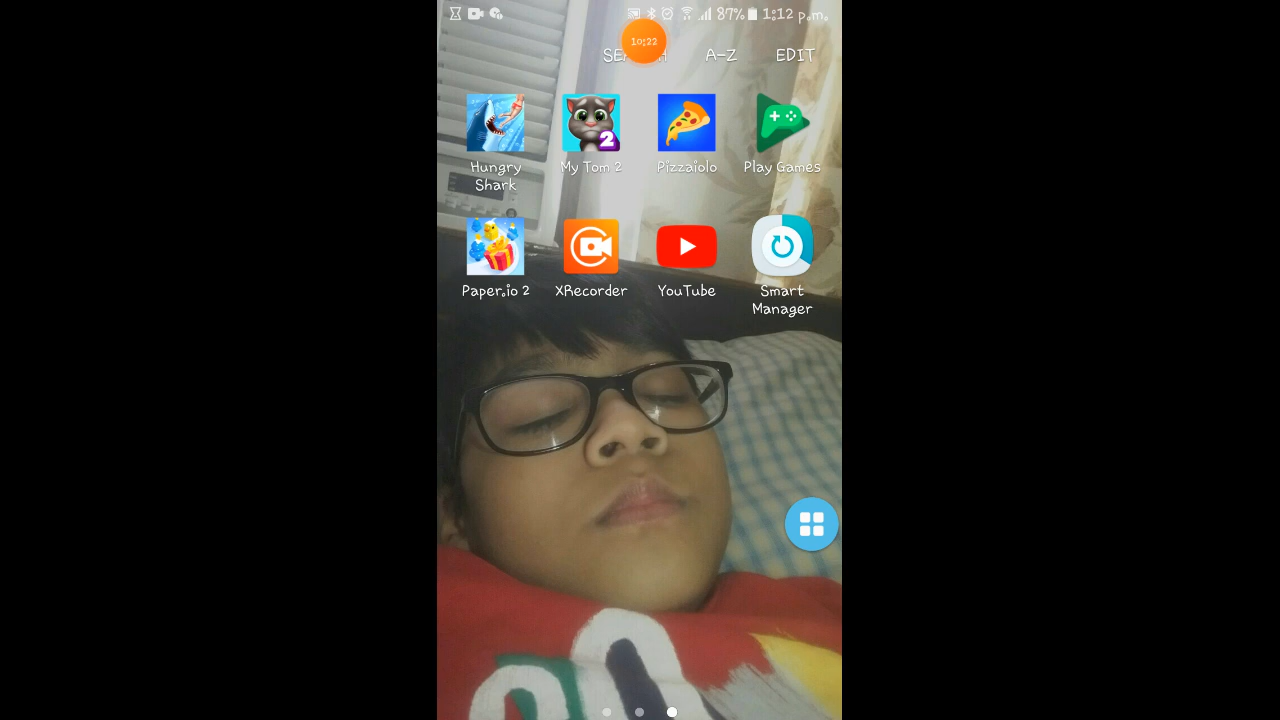 87% 1:12 p.m.
10:22
A-Z EDIT
Hungry Shark
2
My Tom 2
Pizzaiolo
Play Games
Paper.io 2
XRecorder
YouTube
Smart Manager